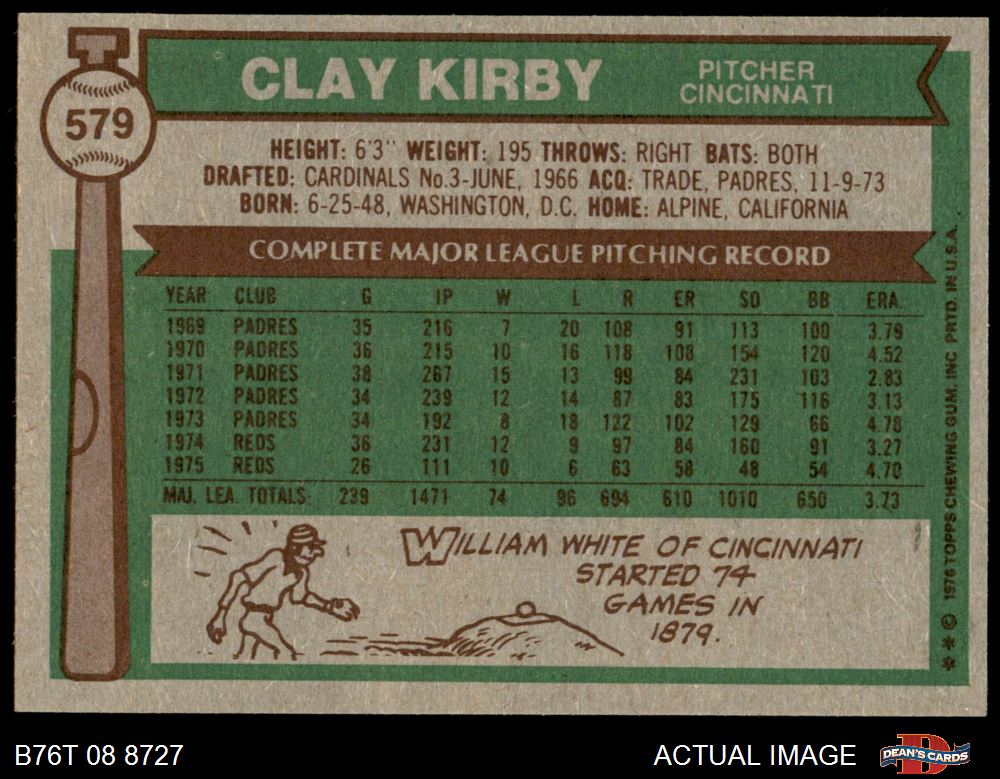 579
CLAY KIRBY
PITCHER
CINCINNATI
HEIGHT: 6'3" WEIGHT: 195 THROWS: RIGHT BATS: BOTH
DRAFTED: CARDINALS No.3-JUNE, 1966 ACQ: TRADE, PADRES, 11-9-73
BORN: 6-25-48, WASHINGTON, D.C. HOME: ALPINE, CALIFORNIA
COMPLETE MAJOR LEAGUE PITCHING RECORD
YEAR CLUB G IP W L R ER SO BB ERA.
1969 PADRES 35 216 7 20 108 91 113 100 3.79
1970 PADRES 36 215 10 16 118 108 154 120 4.52
1971 PADRES 38 267 15 13 99 84 231 103 2.83
1972 PADRES 34 239 12 14 87 83 175 116 3.13
1973 PADRES 34 192 8 18 122 102 129 66 4.78
1974 REDS 36 231 12 9 97 84 160 91 3.27
1975 REDS 26 111 10 6 63 58 48 54 4.70
MAJ. LEA. TOTALS: 239 1471 74 96 694 610 1010 650 3.73
WILLIAM WHITE OF CINCINNATI
STARTED 74
GAMES IN
1879.
** © 1976 TOPPS CHEWING GUM, INC PRTD. IN U.S.A.
B76T 08 8727
ACTUAL IMAGE
D
DEAN'S CARDS